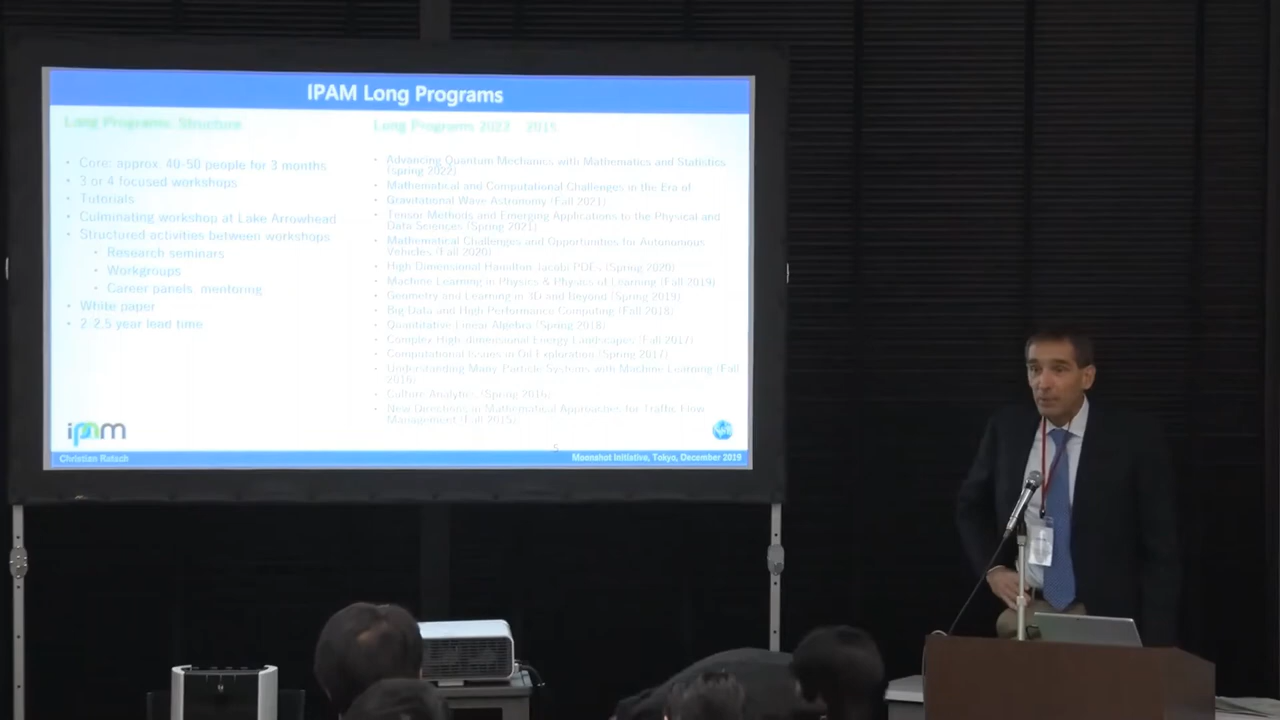 IPAM Long Programs
Long Programs: Structure
• Core: approx. 40-50 people for 3 months
• 3 or 4 focused workshops
• Tutorials
• Culminating workshop at Lake Arrowhead
• Structured activities between workshops
• Research seminars
• Workgroups
• Career panels, mentoring
• White paper
• 2-2.5 year lead time
Long Programs 2022 - 2015
• Advancing Quantum Mechanics with Mathematics and Statistics
(spring 2022)
• Mathematical and Computational Challenges in the Era of
• Gravitational Wave Astronomy (Fall 2021)
• Tensor Methods and Emerging Applications to the Physical and
Data Sciences (Spring 2021)
• Mathematical Challenges and Opportunities for Autonomous
Vehicles (Fall 2020)
• High Dimensional Hamilton-Jacobi PDEs (Spring 2020)
• Machine Learning in Physics & Physics of Learning (Fall 2019)
• Geometry and Learning in 3D and Beyond (Spring 2019)
• Big Data and High Performance Computing (Fall 2018)
• Quantitative Linear Algebra (Spring 2018)
• Complex High-dimensional Energy Landscapes (Fall 2017)
• Computational Issues in Oil Exploration (Spring 2017)
• Understanding Many-Particle Systems with Machine Learning (Fall
2016)
• Culture Analytics (Spring 2016)
• New Directions in Mathematical Approaches for Traffic Flow
Management (Fall 2015)
ipam
5
Christian Ratsch
Moonshot Initiative, Tokyo, December 2019